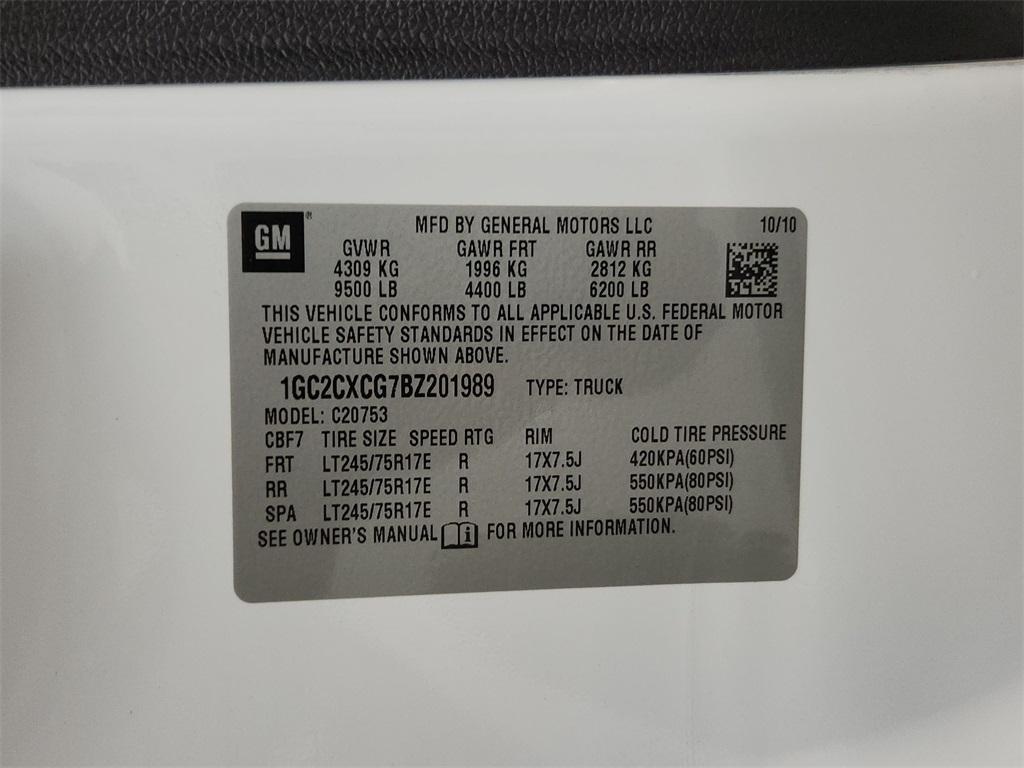 GM®
MFD BY GENERAL MOTORS LLC 10/10
GVWR GAWR FRT GAWR RR
4309 KG 1996 KG 2812 KG
9500 LB 4400 LB 6200 LB
THIS VEHICLE CONFORMS TO ALL APPLICABLE U.S. FEDERAL MOTOR
VEHICLE SAFETY STANDARDS IN EFFECT ON THE DATE OF
MANUFACTURE SHOWN ABOVE.
1GC2CXCG7BZ201989 TYPE: TRUCK
MODEL: C20753
CBF7 TIRE SIZE SPEED RTG RIM COLD TIRE PRESSURE
FRT LT245/75R17E R 17X7.5J 420KPA(60PSI)
RR LT245/75R17E R 17X7.5J 550KPA(80PSI)
SPA LT245/75R17E R 17X7.5J 550KPA(80PSI)
SEE OWNER'S MANUAL i FOR MORE INFORMATION.